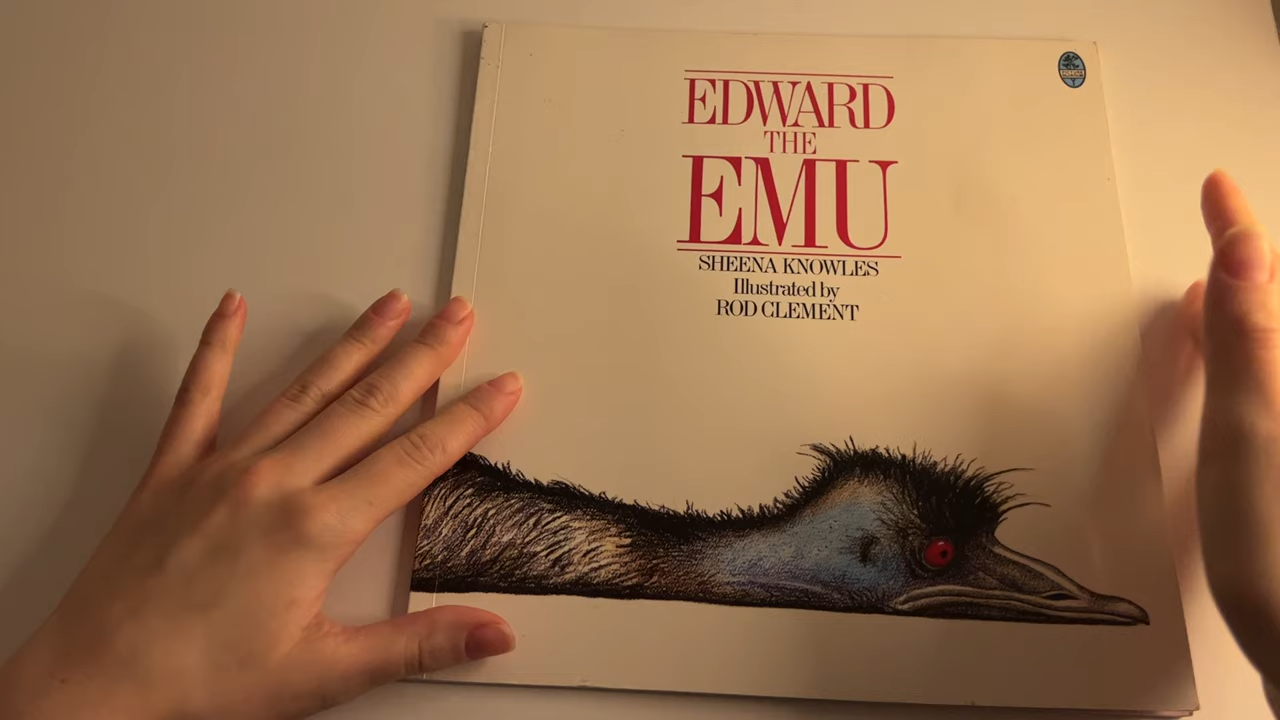 EDWARD
THE
EMU
SHEENA KNOWLES
Illustrated by
ROD CLEMENT